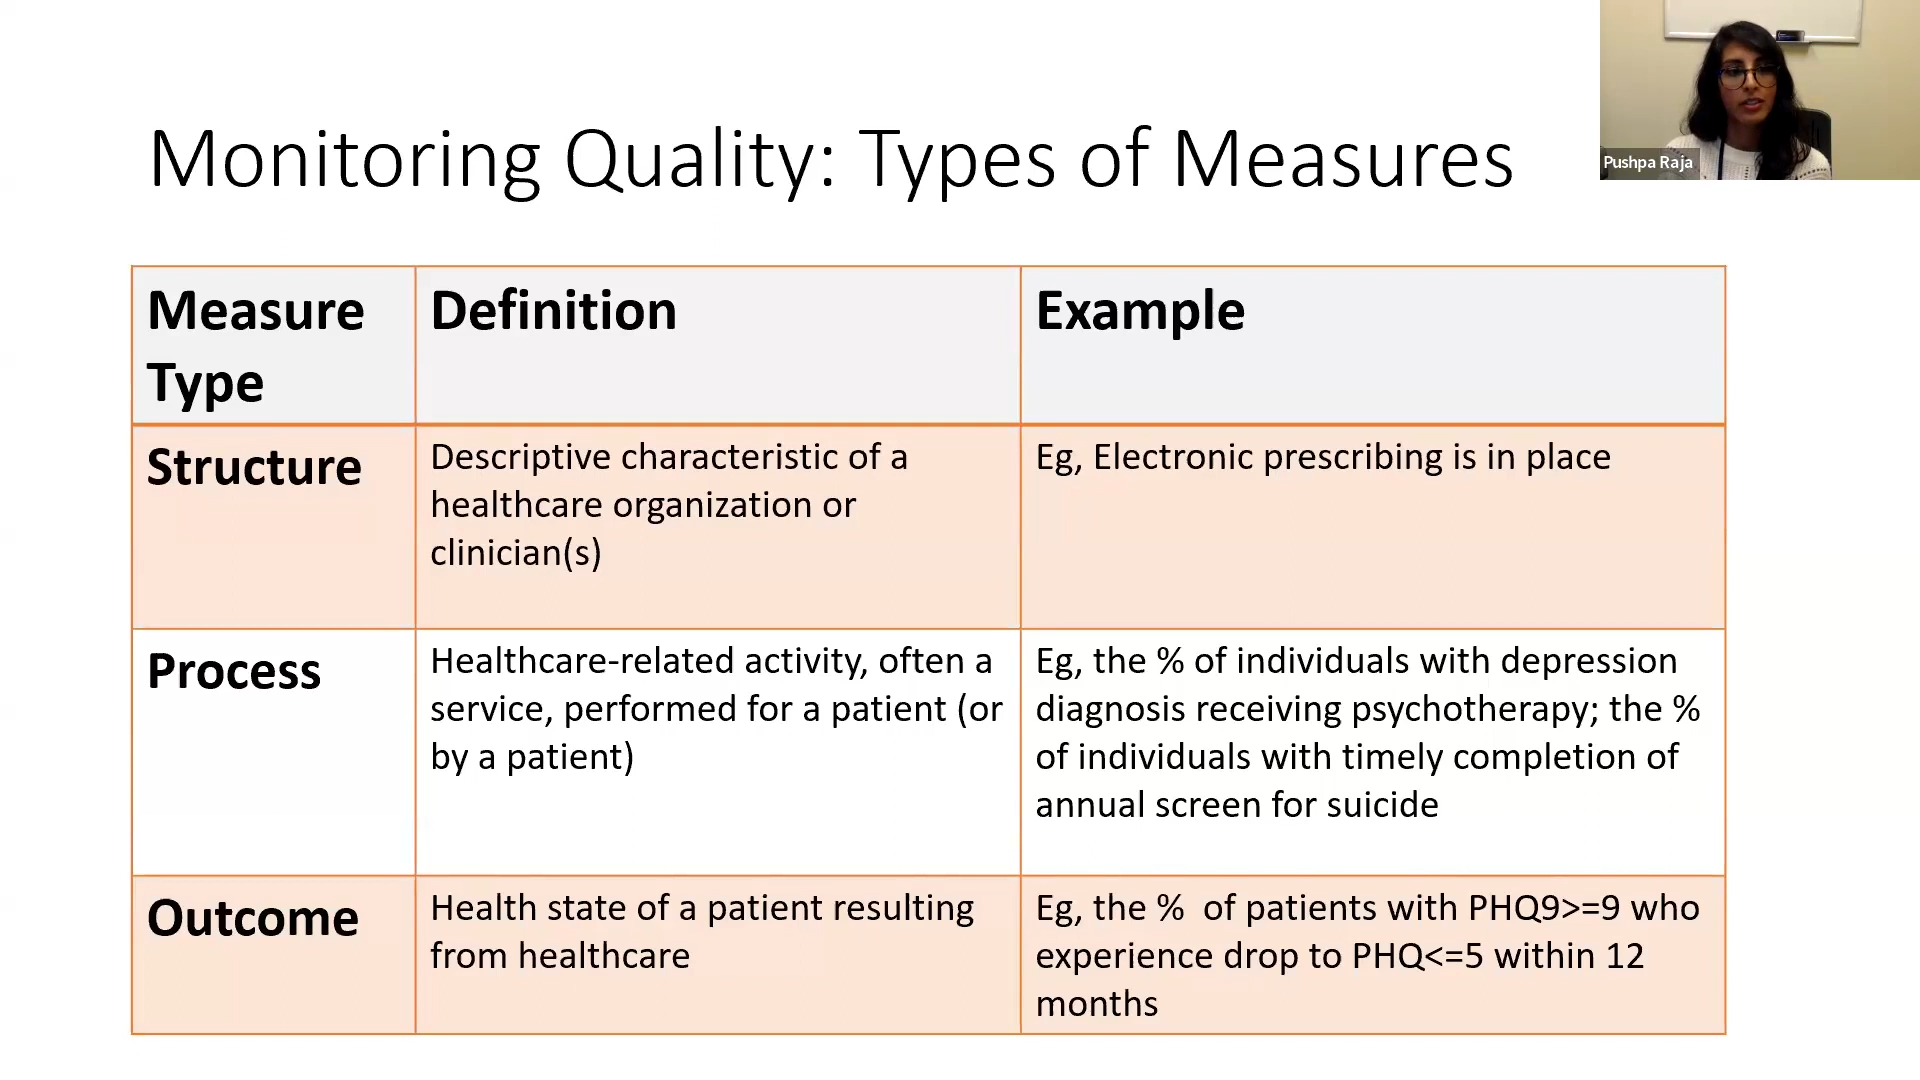 Monitoring Quality: Types of Measures
Pushpa Raja
Measure
Type
Definition
Example
Structure
Descriptive characteristic of a
healthcare organization or
clinician(s)
Eg, Electronic prescribing is in place
Process
Healthcare-related activity, often a
service, performed for a patient (or
by a patient)
Eg, the % of individuals with depression
diagnosis receiving psychotherapy; the %
of individuals with timely completion of
annual screen for suicide
Outcome
Health state of a patient resulting
from healthcare
Eg, the %  of patients with PHQ9>=9 who
experience drop to PHQ<=5 within 12
months